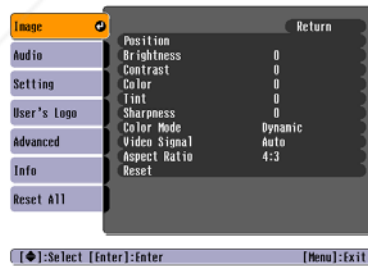 Image
Audio
Setting
User's Logo
Advanced
Info
Reset All
Return
Position
Brightness 0
Contrast 0
Color 0
Tint 0
Sharpness 0
Color Mode Dynamic
Video Signal Auto
Aspect Ratio 4:3
Reset
[◆]:Select [Enter]:Enter [Menu]:Exit